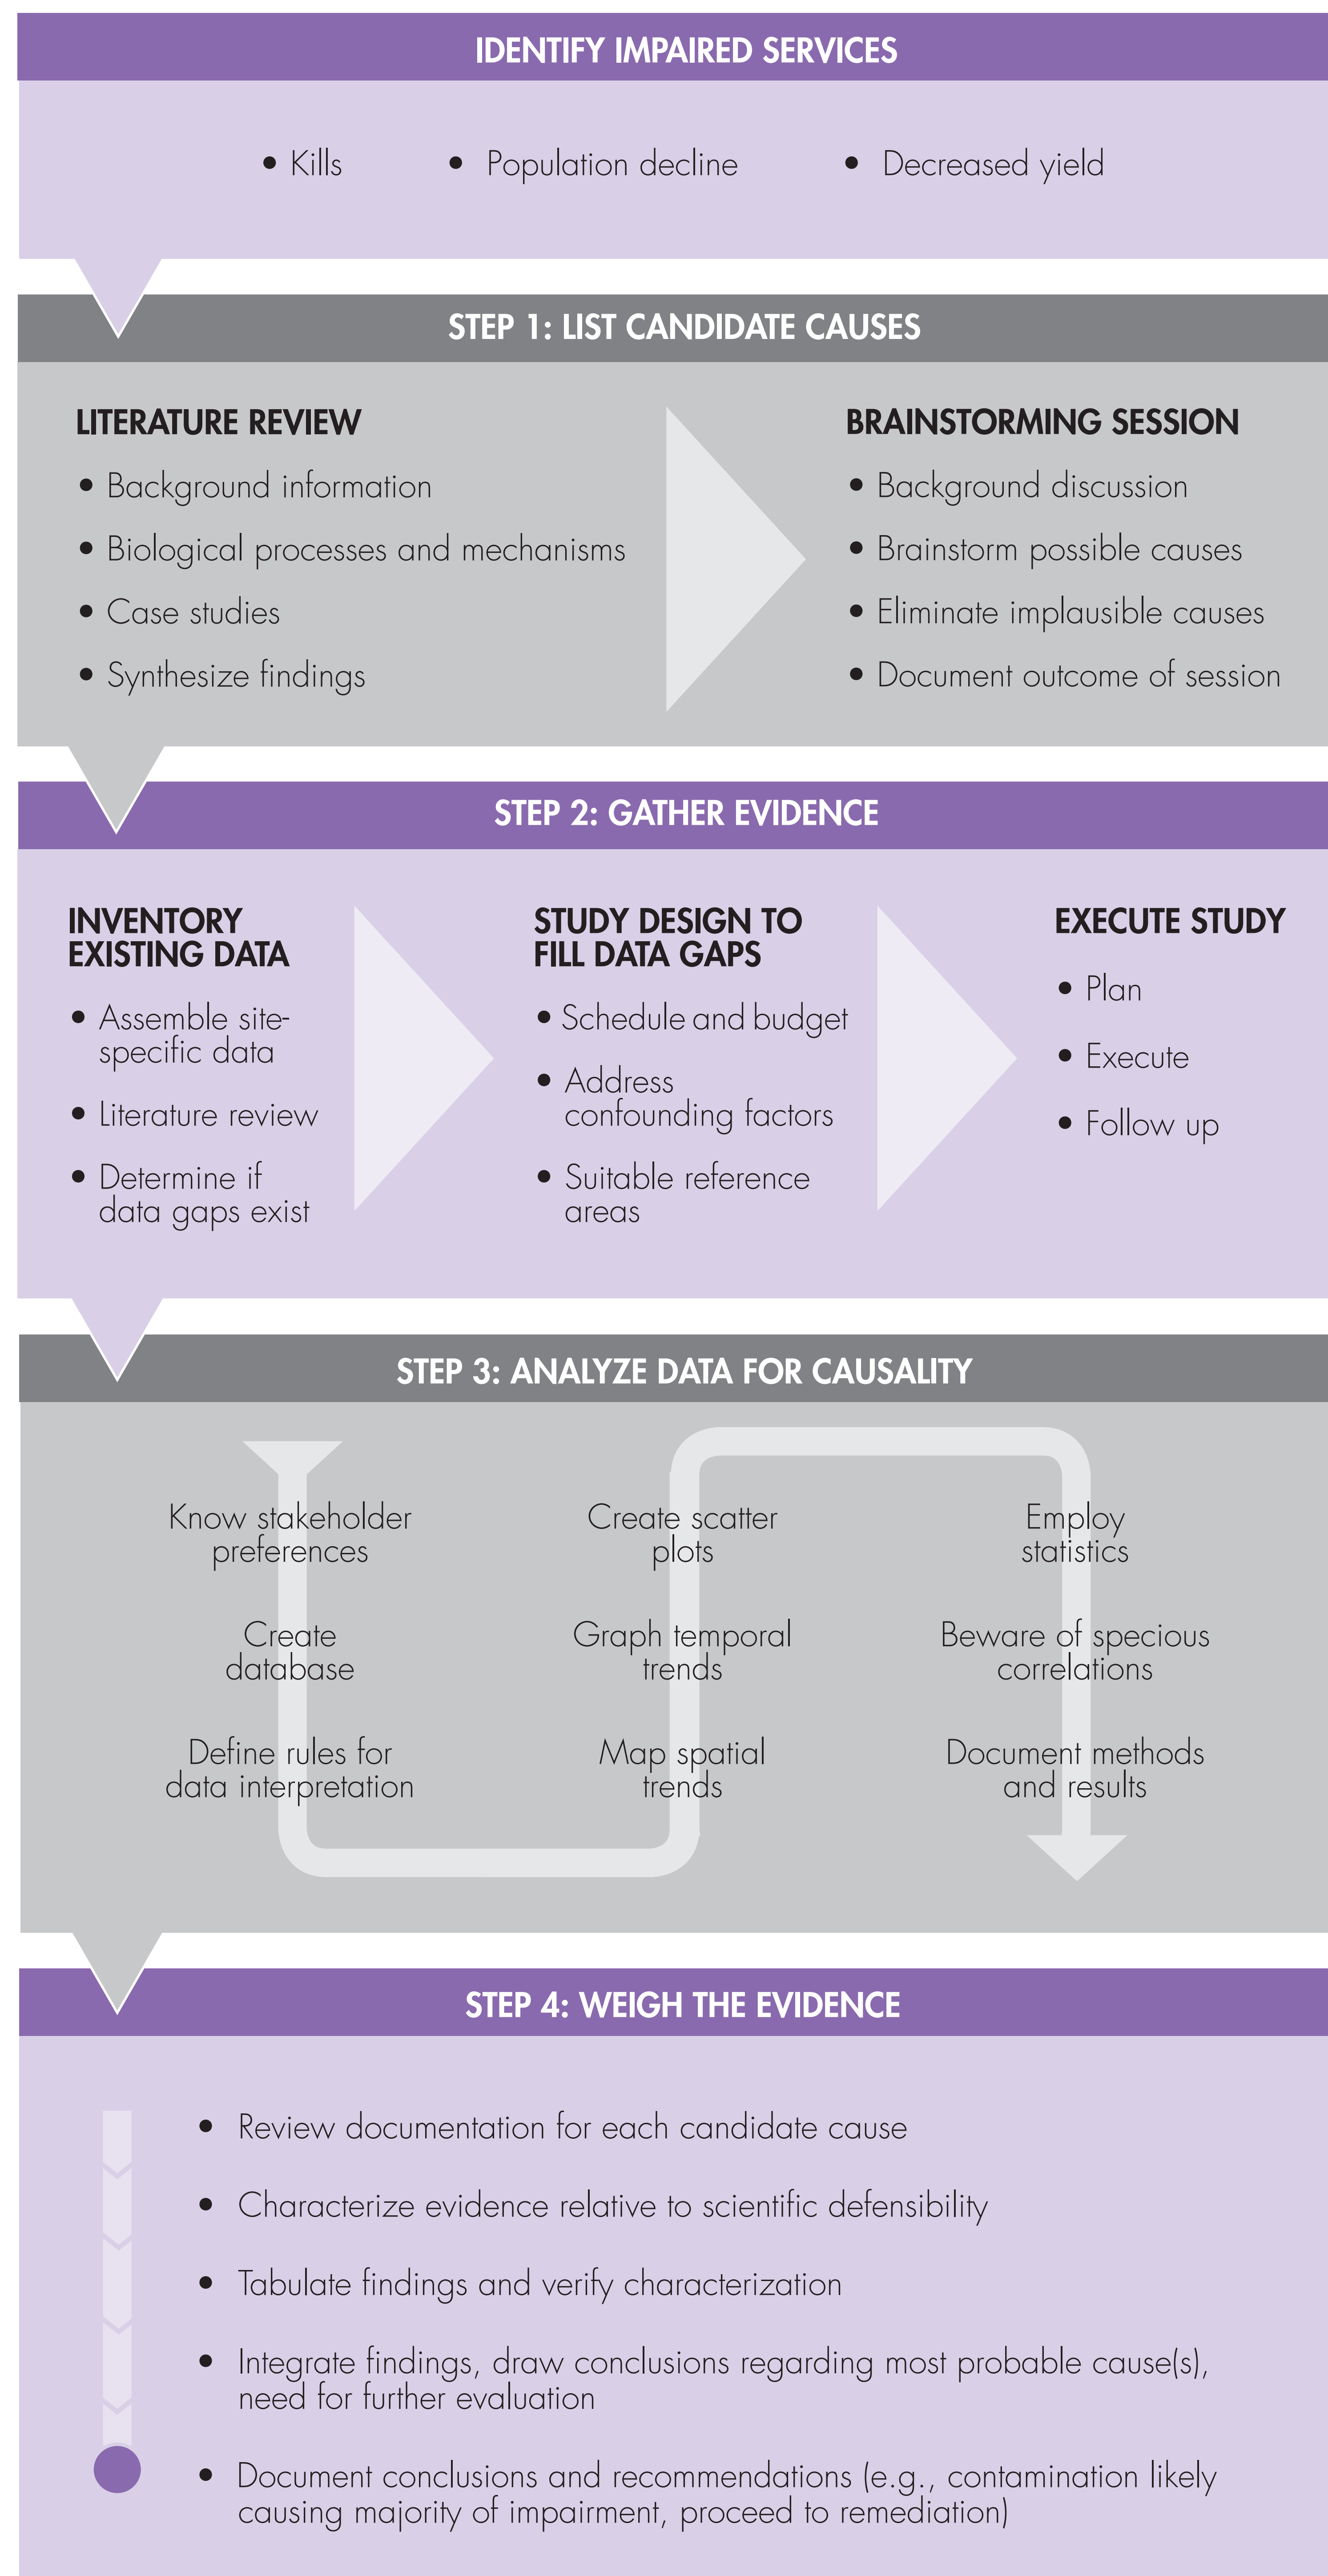 IDENTIFY IMPAIRED SERVICES
• Kills • Population decline • Decreased yield
STEP 1: LIST CANDIDATE CAUSES
LITERATURE REVIEW
• Background information
• Biological processes and mechanisms
• Case studies
• Synthesize findings
BRAINSTORMING SESSION
• Background discussion
• Brainstorm possible causes
• Eliminate implausible causes
• Document outcome of session
STEP 2: GATHER EVIDENCE
INVENTORY
EXISTING DATA
• Assemble site-
specific data
• Literature review
• Determine if
data gaps exist
STUDY DESIGN TO
FILL DATA GAPS
• Schedule and budget
• Address
confounding factors
• Suitable reference
areas
EXECUTE STUDY
• Plan
• Execute
• Follow up
STEP 3: ANALYZE DATA FOR CAUSALITY
Know stakeholder
preferences
Create
database
Define rules for
data interpretation
Create scatter
plots
Graph temporal
trends
Map spatial
trends
Employ
statistics
Beware of specious
correlations
Document methods
and results
STEP 4: WEIGH THE EVIDENCE
• Review documentation for each candidate cause
• Characterize evidence relative to scientific defensibility
• Tabulate findings and verify characterization
• Integrate findings, draw conclusions regarding most probable cause(s),
need for further evaluation
• Document conclusions and recommendations (e.g., contamination likely
causing majority of impairment, proceed to remediation)